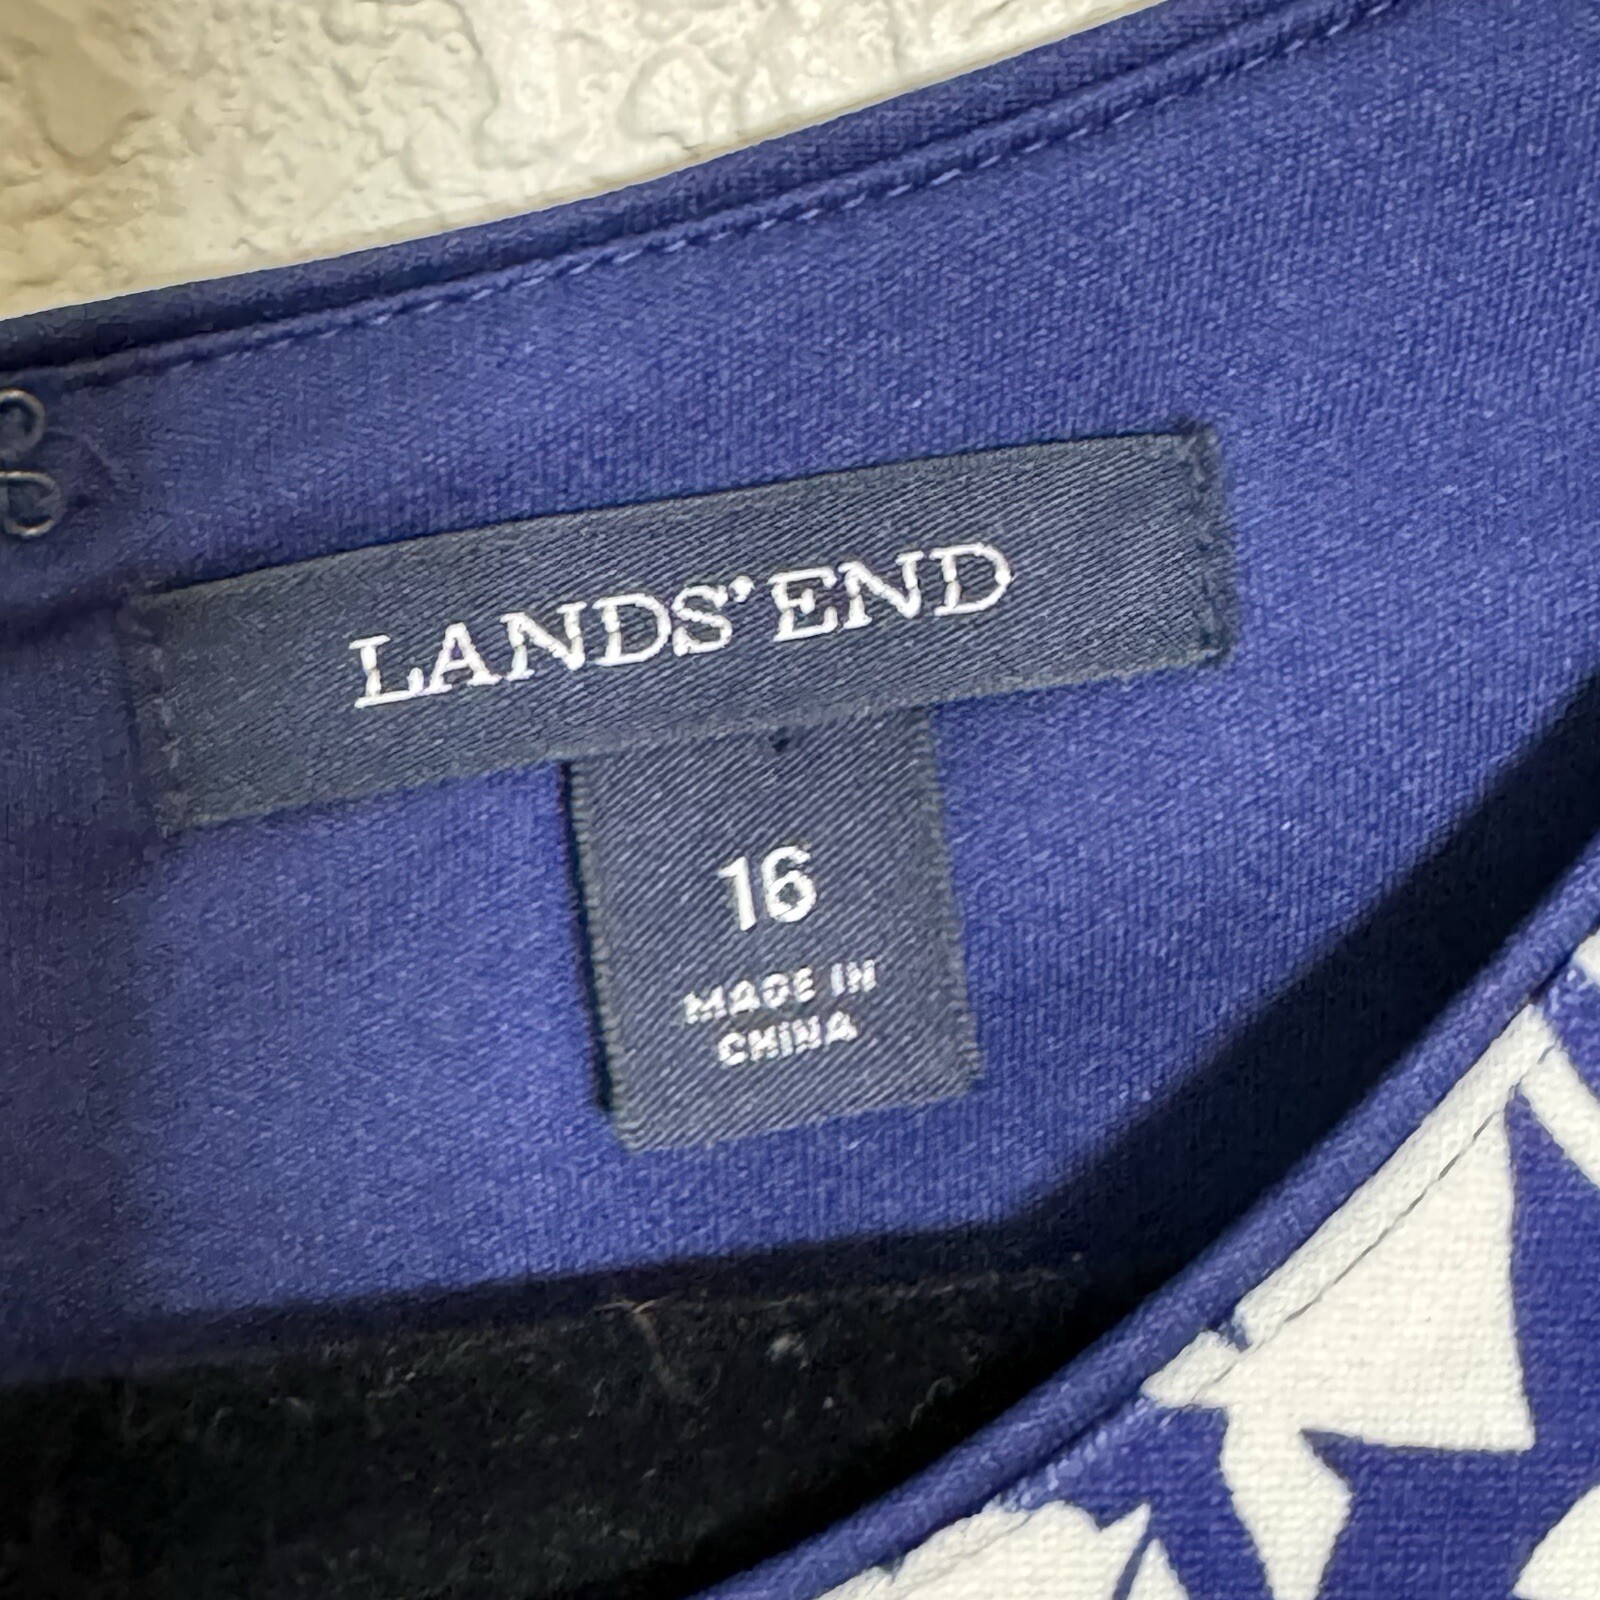 LANDS' END
16
MADE IN
CHINA